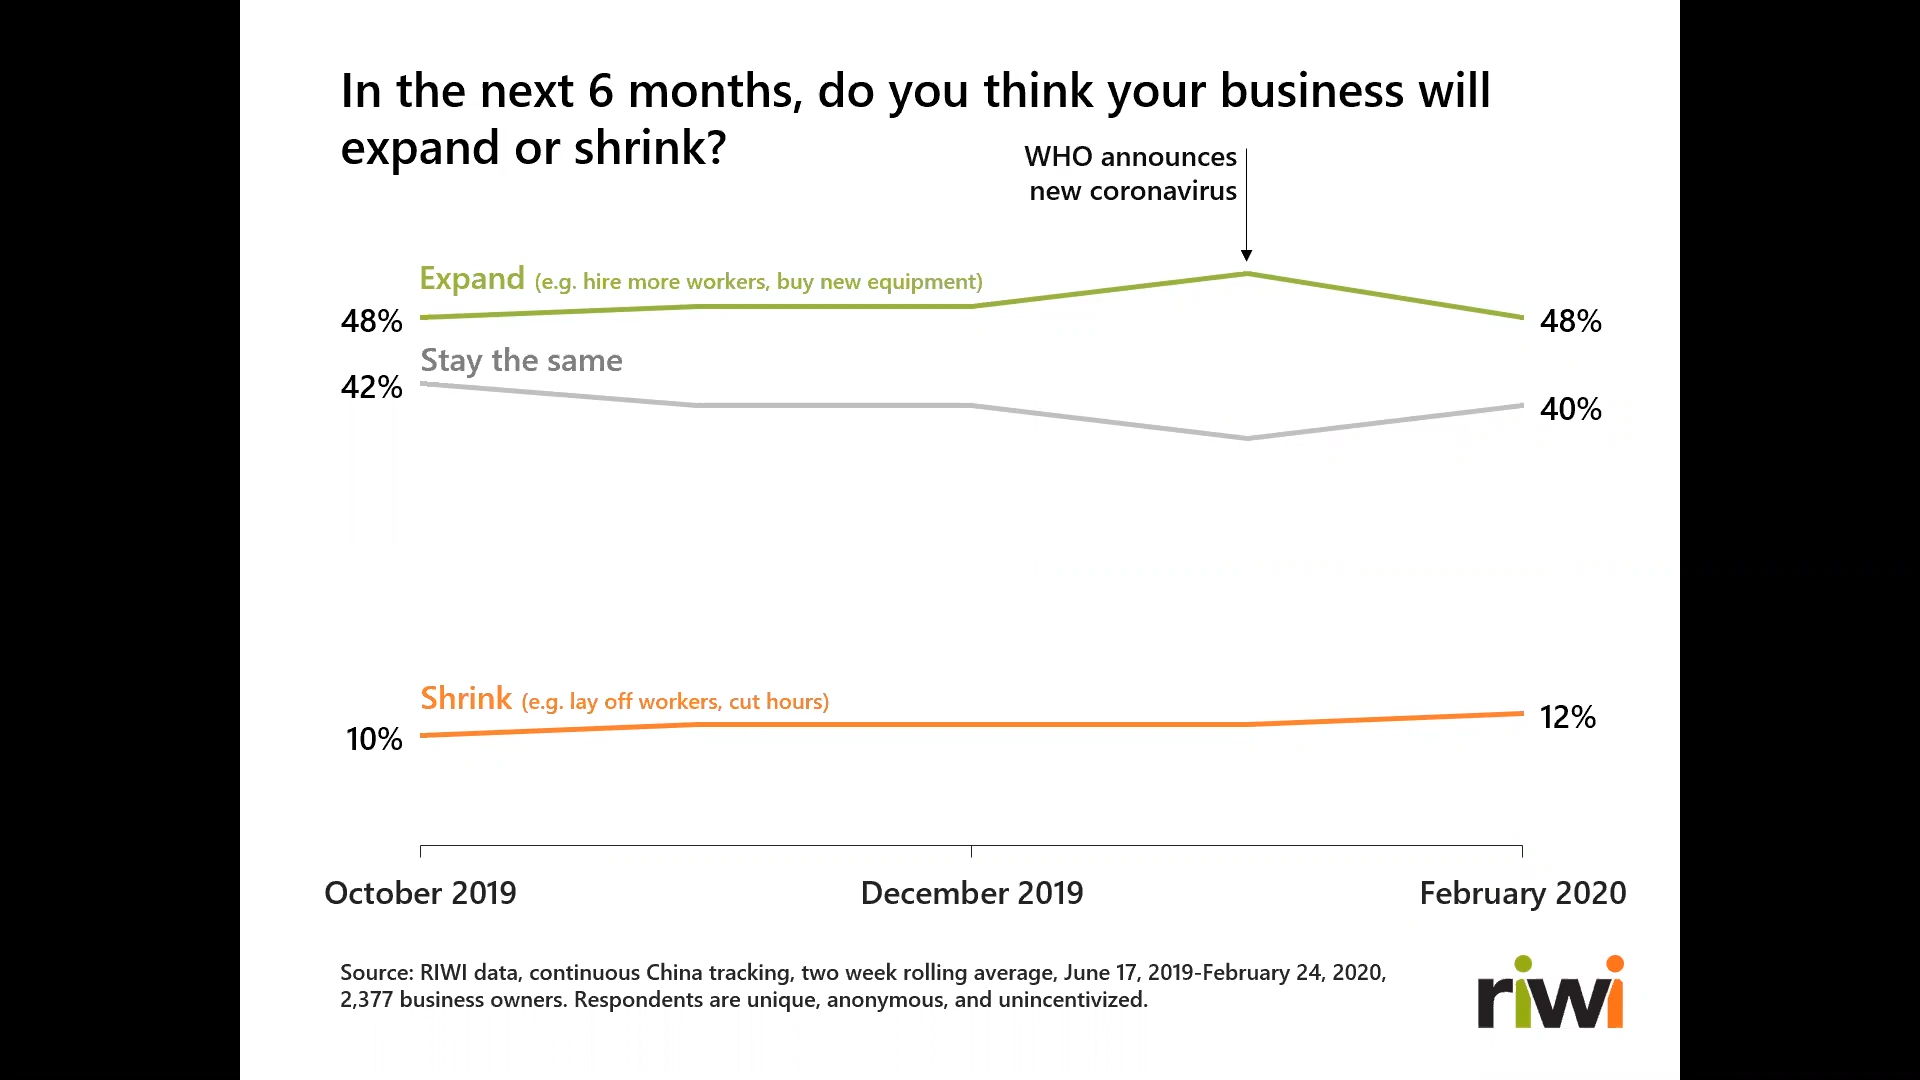 In the next 6 months, do you think your business will
expand or shrink?
WHO announces
new coronavirus
Expand (e.g. hire more workers, buy new equipment)
48%
48%
Stay the same
42%
40%
Shrink (e.g. lay off workers, cut hours)
10%
12%
October 2019
December 2019
February 2020
Source: RIWI data, continuous China tracking, two week rolling average, June 17, 2019-February 24, 2020,
2,377 business owners. Respondents are unique, anonymous, and unincentivized.
riwi